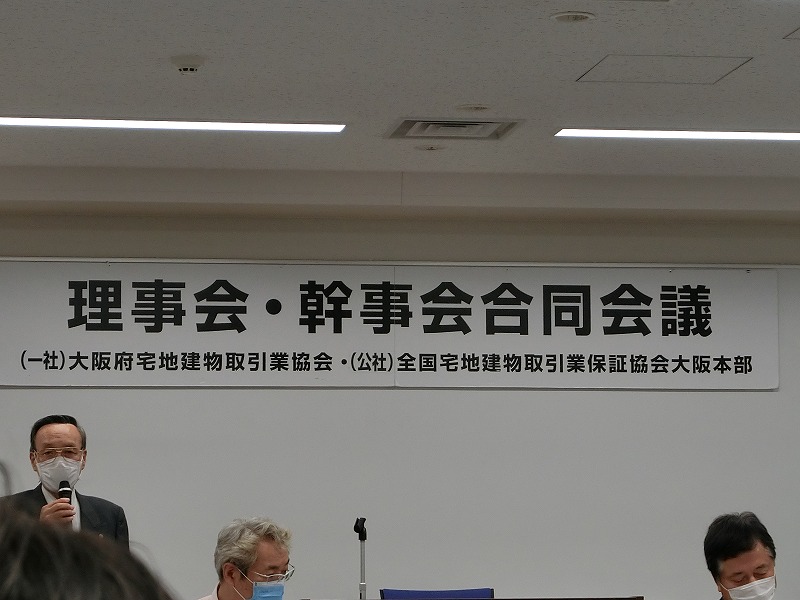 理事会・幹事会合同会議
(一社)大阪府宅地建物取引業協会・(公社)全国宅地建物取引業保証協会大阪本部